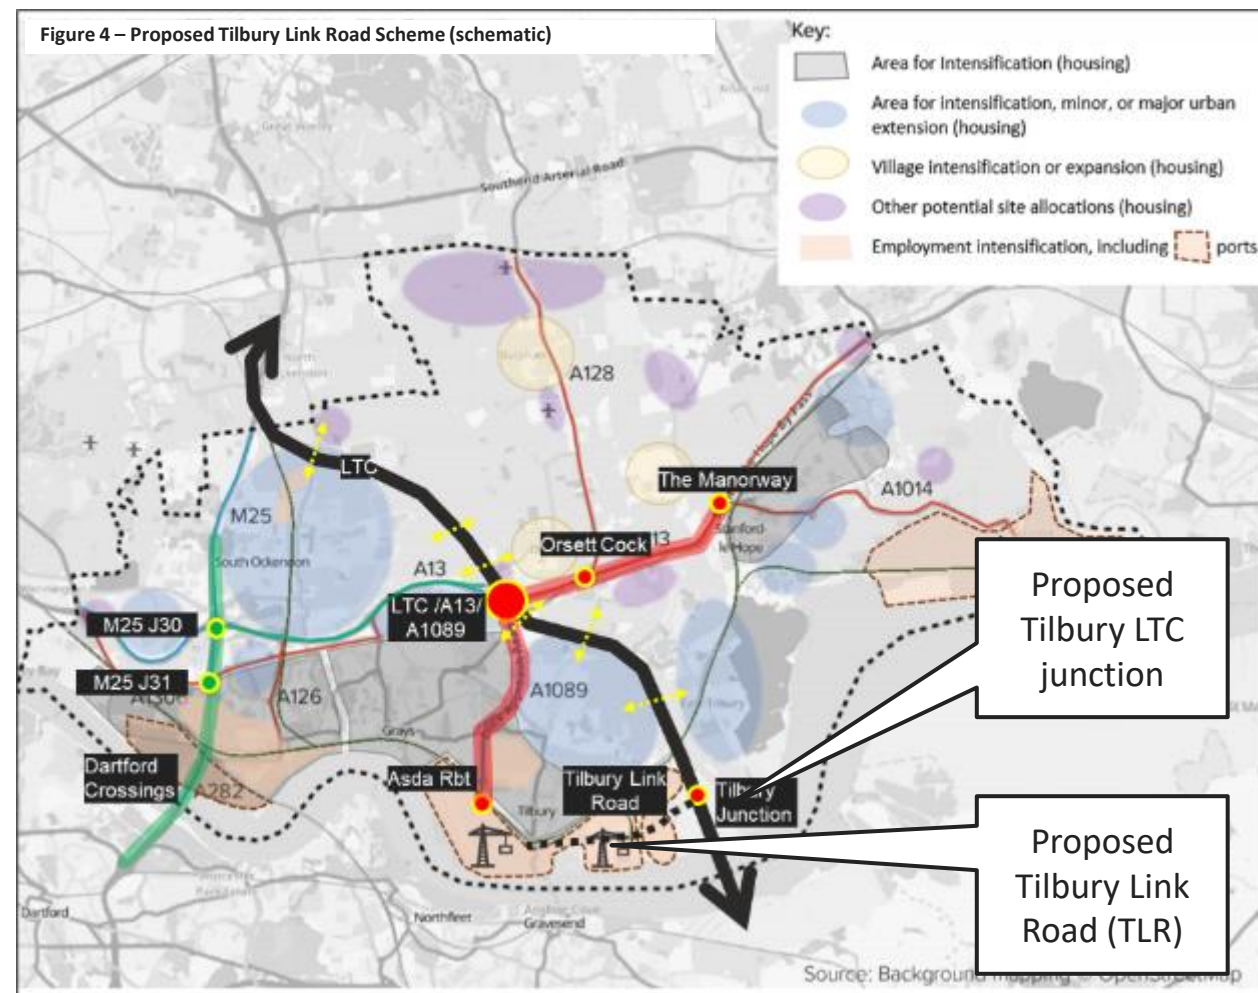 Figure 4 – Proposed Tilbury Link Road Scheme (schematic)
Key:
Area for Intensification (housing)
Area for intensification, minor, or major urban
extension (housing)
Village intensification or expansion (housing)
Other potential site allocations (housing)
Employment intensification, including
ports
Southend Arterial Road
A128
LTC
The Manorway
A1014
M25
Orsett Cock
13
Stanford-
le-Hope
South Ockendon
A13
LTC /A13/
A1089
M25 J30
M25 J31
A126
A1089
Grays
Dartford
Crossings
A282
Asda Rbt
Tilbury Link
Road
Tilbury
Tilbury
Junction
Proposed
Tilbury LTC
junction
Proposed
Tilbury Link
Road (TLR)
Dartford
Northfleet
Gravesend
Source: Background mapping © OpenStreetMap